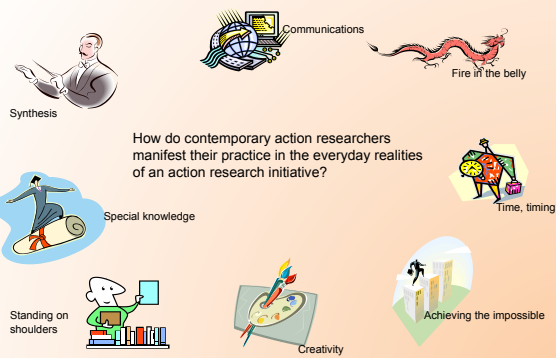 Communications
Fire in the belly
Synthesis
How do contemporary action researchers
manifest their practice in the everyday realities
of an action research initiative?
Time, timing
Special knowledge
Standing on
shoulders
Achieving the impossible
Creativity